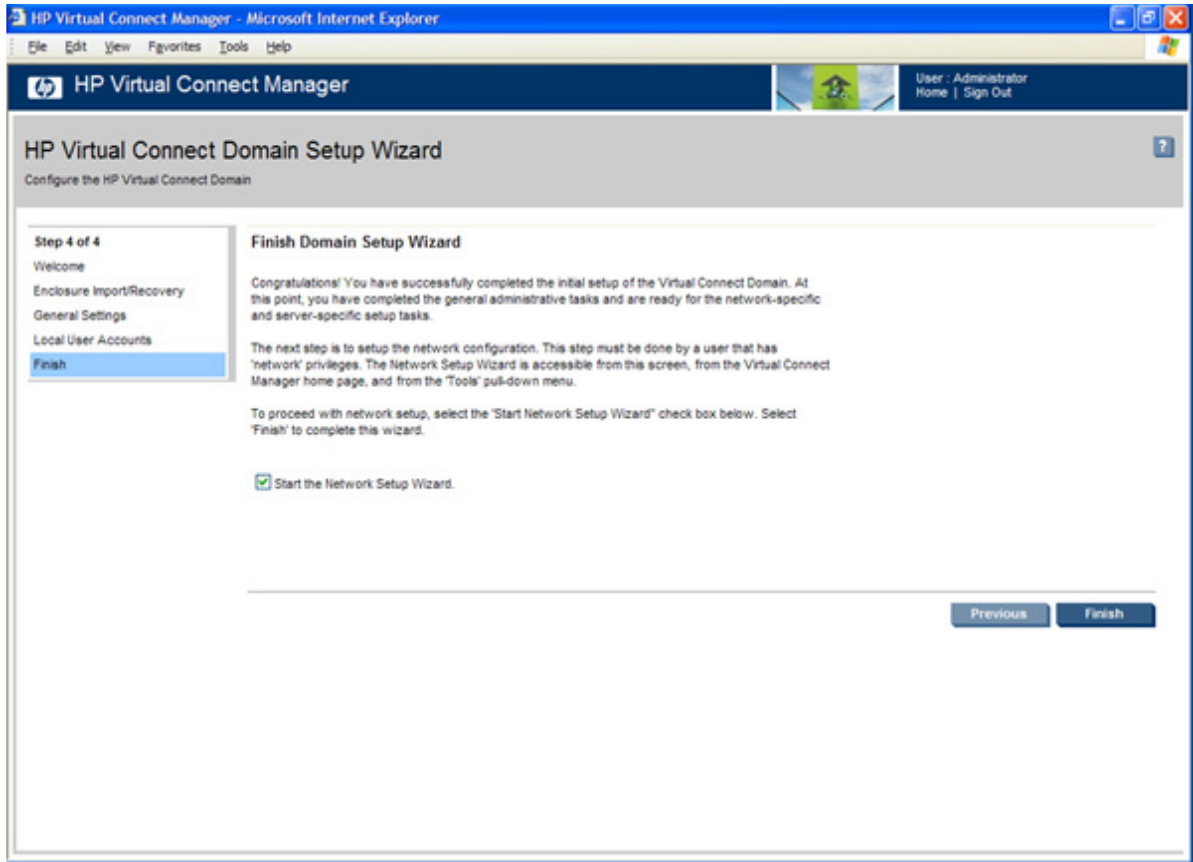 HP Virtual Connect Manager - Microsoft Internet Explorer
File Edit View Favorites Tools Help
hp HP Virtual Connect Manager
User : Administrator
Home | Sign Out
HP Virtual Connect Domain Setup Wizard
?
Configure the HP Virtual Connect Domain
Step 4 of 4
Welcome
Enclosure Import/Recovery
General Settings
Local User Accounts
Finish
Finish Domain Setup Wizard
Congratulations! You have successfully completed the initial setup of the Virtual Connect Domain. At
this point, you have completed the general administrative tasks and are ready for the network-specific
and server-specific setup tasks.
The next step is to setup the network configuration. This step must be done by a user that has
'network' privileges. The Network Setup Wizard is accessible from this screen, from the Virtual Connect
Manager home page, and from the 'Tools' pull-down menu.
To proceed with network setup, select the 'Start Network Setup Wizard" check box below. Select
'Finish' to complete this wizard.
Start the Network Setup Wizard.
Previous Finish